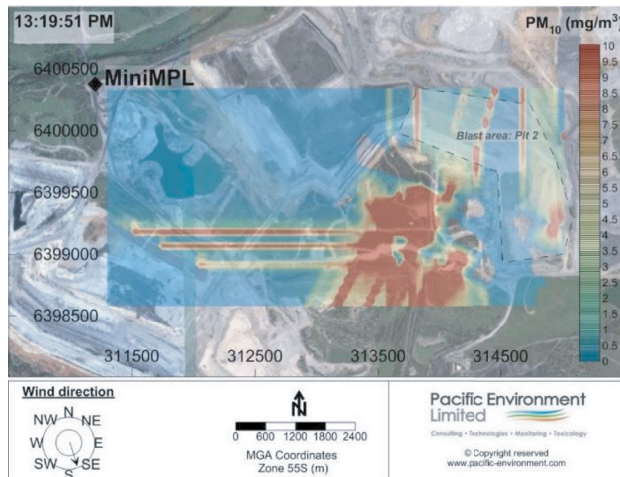 13:19:51 PM
PM10 (mg/m³)
10
9.5
9
8.5
8
7.5
7
6.5
6
5.5
5
4.5
4
3.5
3
2.5
2
1.5
1
0.5
0
6400500
MiniMPL
6400000
Blast area: Pit 2
6399500
6399000
6398500
311500 312500 313500 314500
Wind direction
N
NW NE
W E
SW SE
S
N
0 600 1200 1800 2400
MGA Coordinates
Zone 55S (m)
Pacific Environment
Limited
Consulting • Technologies • Monitoring • Toxicology
© Copyright reserved
www.pacific-environment.com